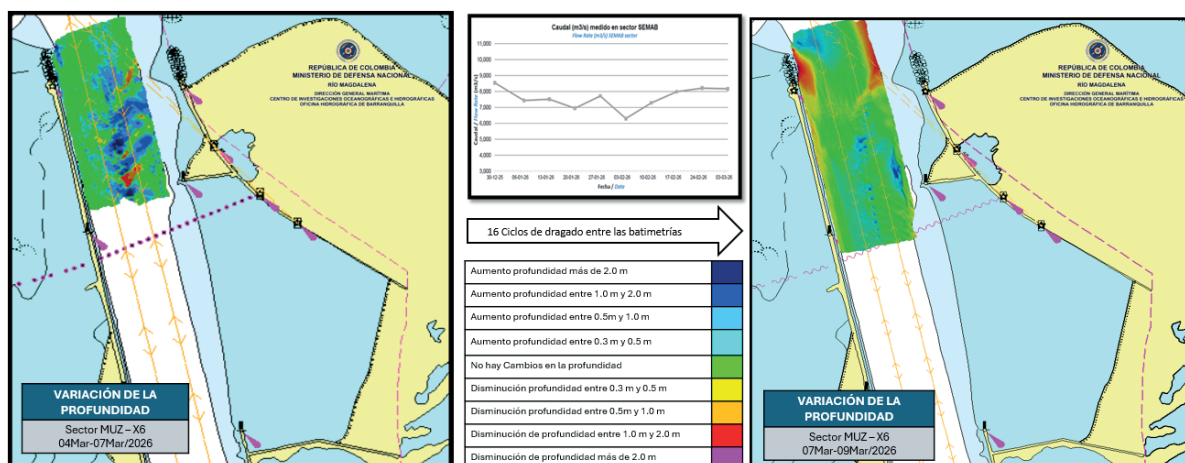 REPÚBLICA DE COLOMBIA
MINISTERIO DE DEFENSA NACIONAL
RÍO MAGDALENA
DIRECCIÓN GENERAL MARÍTIMA
CENTRO DE INVESTIGACIONES OCEANOGRÁFICAS E HIDROGRÁFICAS
OFICINA HIDROGRÁFICA DE BARRANQUILLA
VARIACIÓN DE LA
PROFUNDIDAD
Sector MUZ – X6
04Mar-07Mar/2026
Caudal (m3/s) medido en sector SEMAB
Flow Rate (m3/s) SEMAB sector
Caudal / Flow Rate (m3/s)
11,000
10,000
9,000
8,000
7,000
6,000
5,000
4,000
3,000
30-12-25 06-01-26 13-01-26 20-01-26 27-01-26 03-02-26 10-02-26 17-02-26 24-02-26 03-03-26
Fecha / Date
16 Ciclos de dragado entre las batimetrías
Aumento profundidad más de 2.0 m
Aumento profundidad entre 1.0 m y 2.0 m
Aumento profundidad entre 0.5m y 1.0 m
Aumento profundidad entre 0.3 m y 0.5 m
No hay Cambios en la profundidad
Disminución profundidad entre 0.3 m y 0.5 m
Disminución profundidad entre 0.5m y 1.0 m
Disminución de profundidad entre 1.0 m y 2.0 m
Disminución de profundidad más de 2.0 m
REPÚBLICA DE COLOMBIA
MINISTERIO DE DEFENSA NACIONAL
RÍO MAGDALENA
DIRECCIÓN GENERAL MARÍTIMA
CENTRO DE INVESTIGACIONES OCEANOGRÁFICAS E HIDROGRÁFICAS
OFICINA HIDROGRÁFICA DE BARRANQUILLA
VARIACIÓN DE LA
PROFUNDIDAD
Sector MUZ – X6
07Mar-09Mar/2026